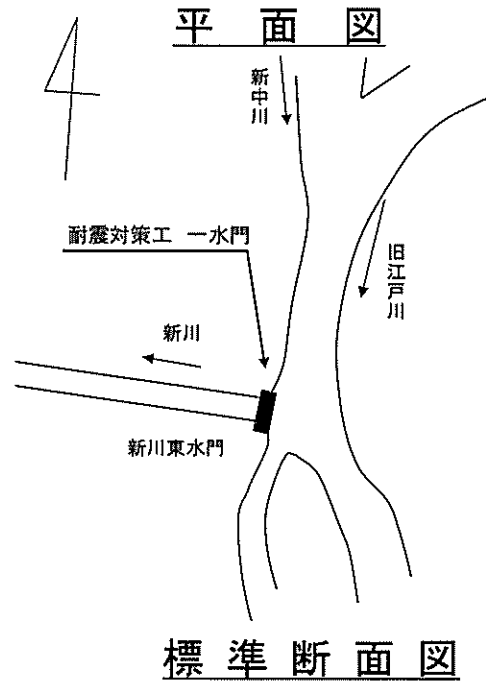 平面図
新中川
耐震対策工 一水門
旧江戸川
新川
新川東水門
標準断面図